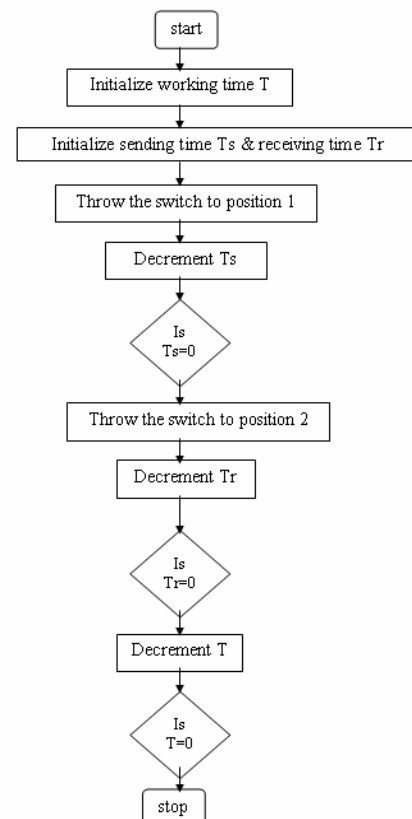 start
Initialize working time T
Initialize sending time Ts & receiving time Tr
Throw the switch to position 1
Decrement Ts
Is
Ts=0
Throw the switch to position 2
Decrement Tr
Is
Tr=0
Decrement T
Is
T=0
stop